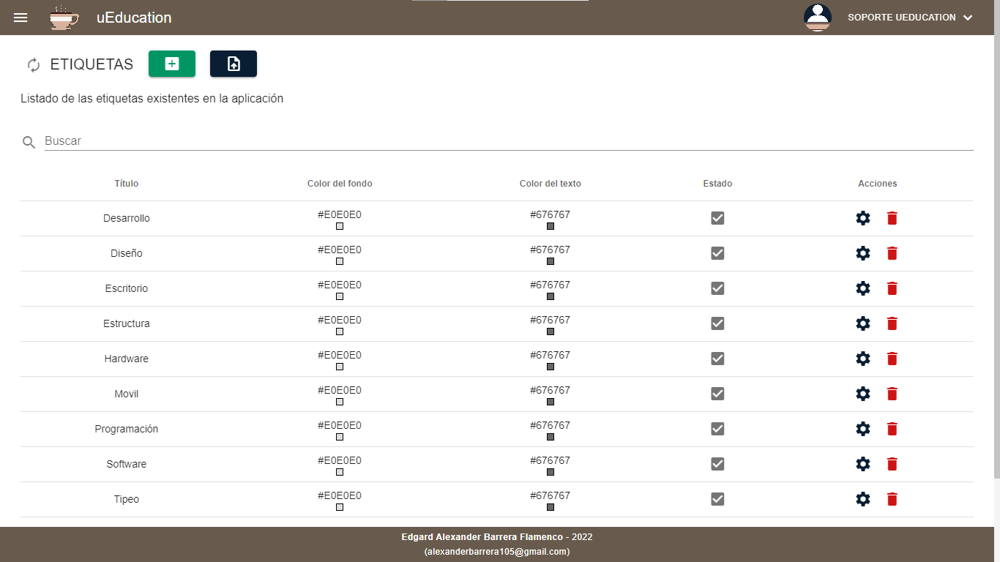 uEducation
SOPORTE UEDUCATION
ETIQUETAS
Listado de las etiquetas existentes en la aplicación
Buscar
Título Color del fondo Color del texto Estado Acciones
Desarrollo #E0E0E0 #676767
Diseño #E0E0E0 #676767
Escritorio #E0E0E0 #676767
Estructura #E0E0E0 #676767
Hardware #E0E0E0 #676767
Movil #E0E0E0 #676767
Programación #E0E0E0 #676767
Software #E0E0E0 #676767
Tipeo #E0E0E0 #676767
Edgard Alexander Barrera Flamenco - 2022
(alexanderbarrera105@gmail.com)